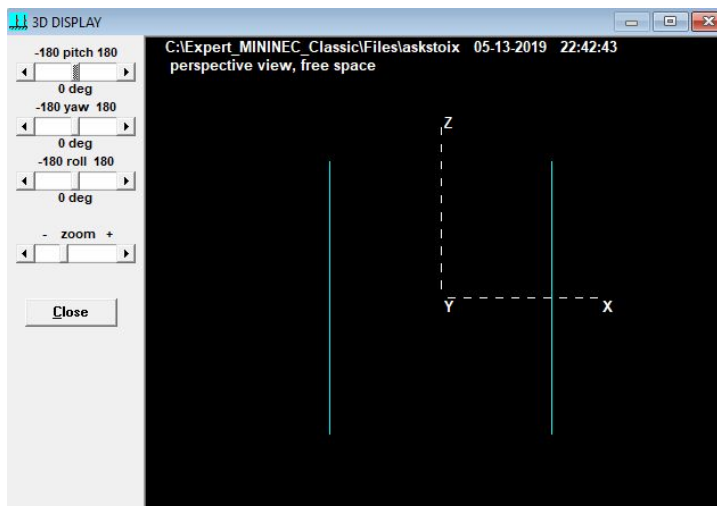 3D DISPLAY
-180 pitch 180
0 deg
-180 yaw 180
0 deg
-180 roll 180
0 deg
- zoom +
Close
C:\Expert_MININEC_Classic\Files\askstoix 05-13-2019 22:42:43
perspective view, free space
Z
Y
X